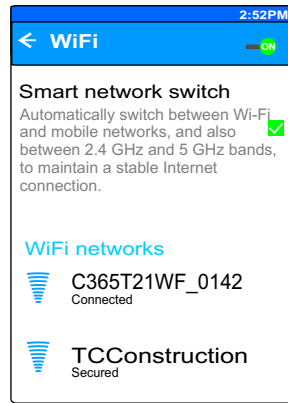 2:52PM
WiFi
ON
Smart network switch
Automatically switch between Wi-Fi
and mobile networks, and also
between 2.4 GHz and 5 GHz bands,
to maintain a stable Internet
connection.
WiFi networks
C365T21WF_0142
Connected
TCConstruction
Secured